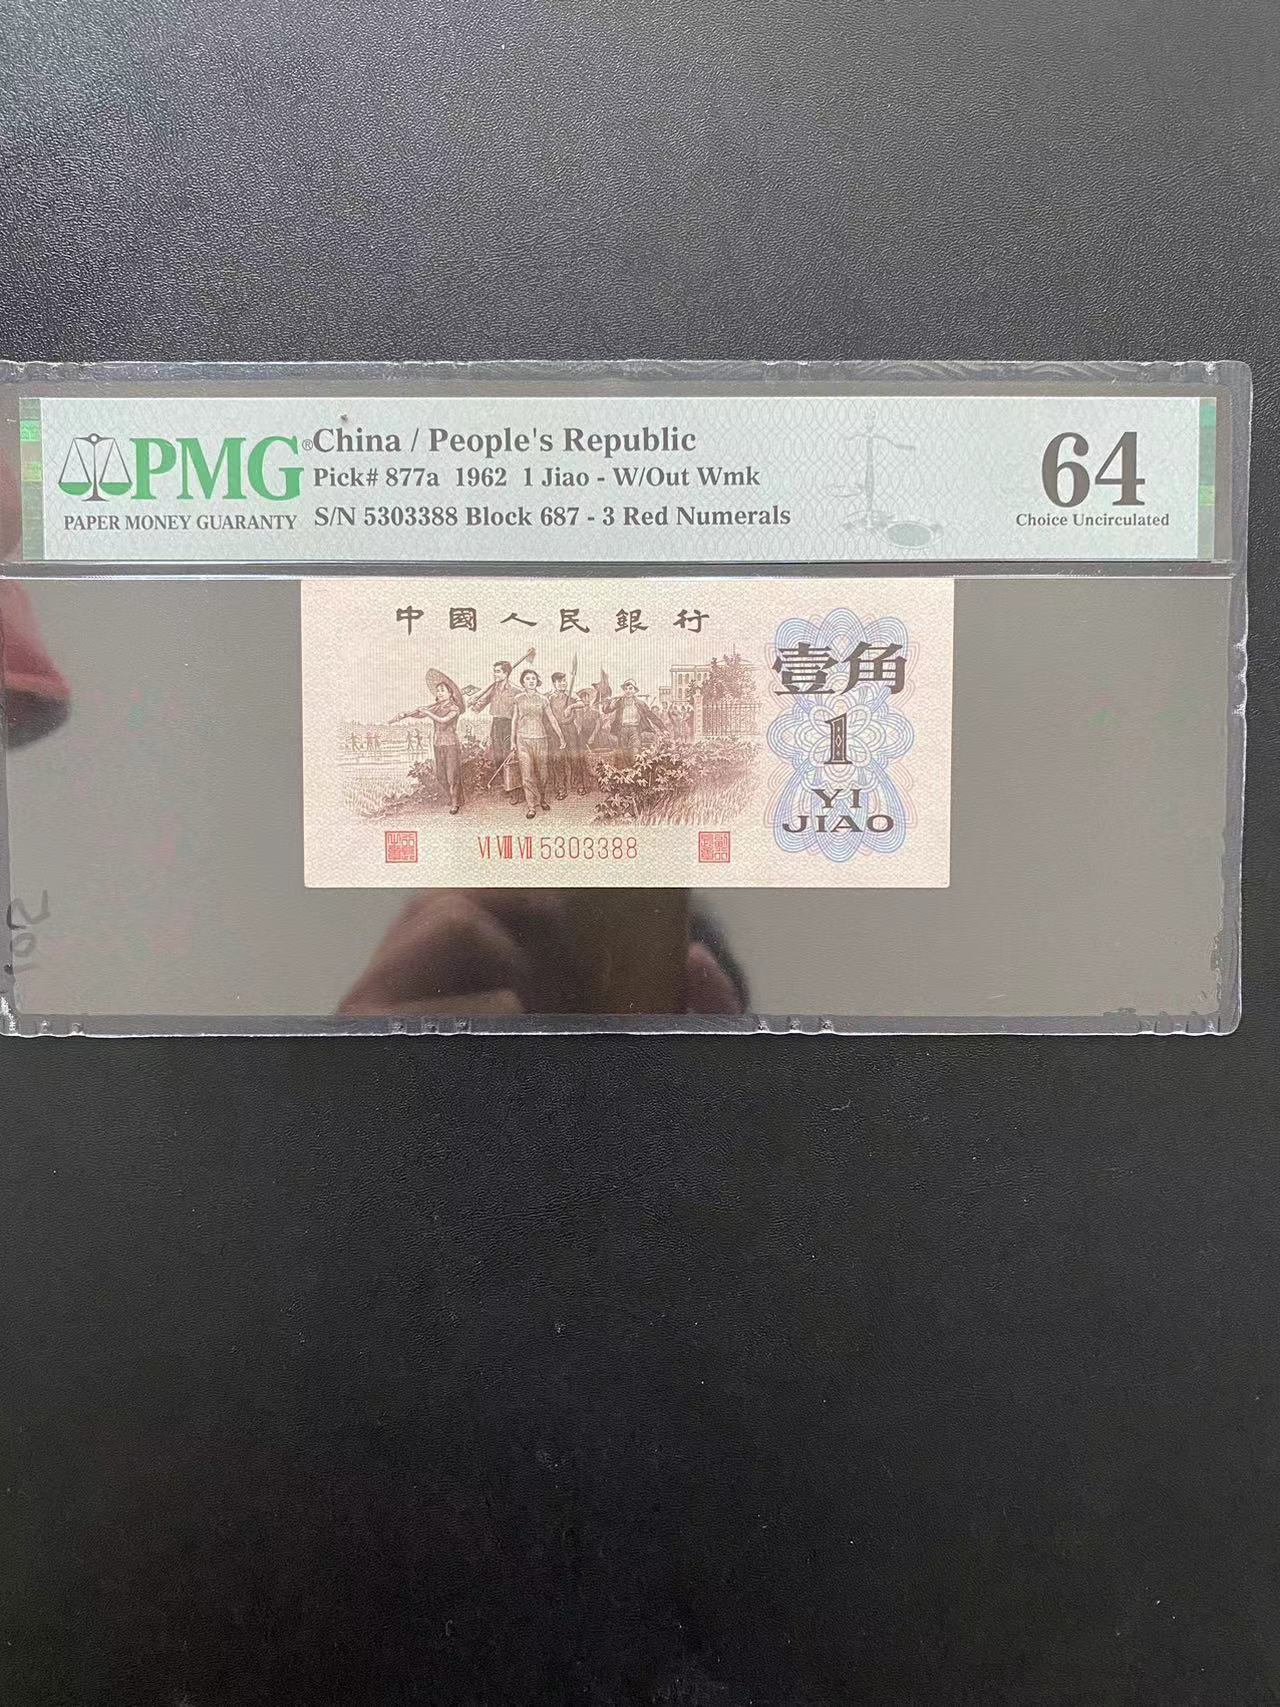 PMG®
PAPER MONEY GUARANTY
China / People's Republic
Pick# 877a 1962 1 Jiao - W/Out Wmk
S/N 5303388 Block 687 - 3 Red Numerals
64
Choice Uncirculated
中國人民銀行
壹角
1
YI
JIAO
Ⅵ Ⅷ Ⅶ 5303388